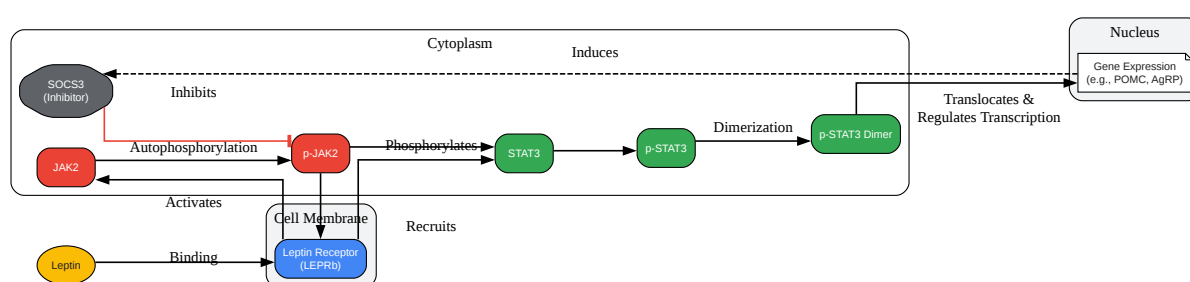 Nucleus
Cytoplasm
Induces
Gene Expression
(e.g., POMC, AgRP)
SOCS3
(Inhibitor)
Inhibits
Translocates &
Regulates Transcription
Dimerization
p-STAT3 Dimer
Autophosphorylation
Phosphorylates
JAK2
p-JAK2
STAT3
p-STAT3
Activates
Cell Membrane
Recruits
Leptin
Binding
Leptin Receptor
(LEPRb)